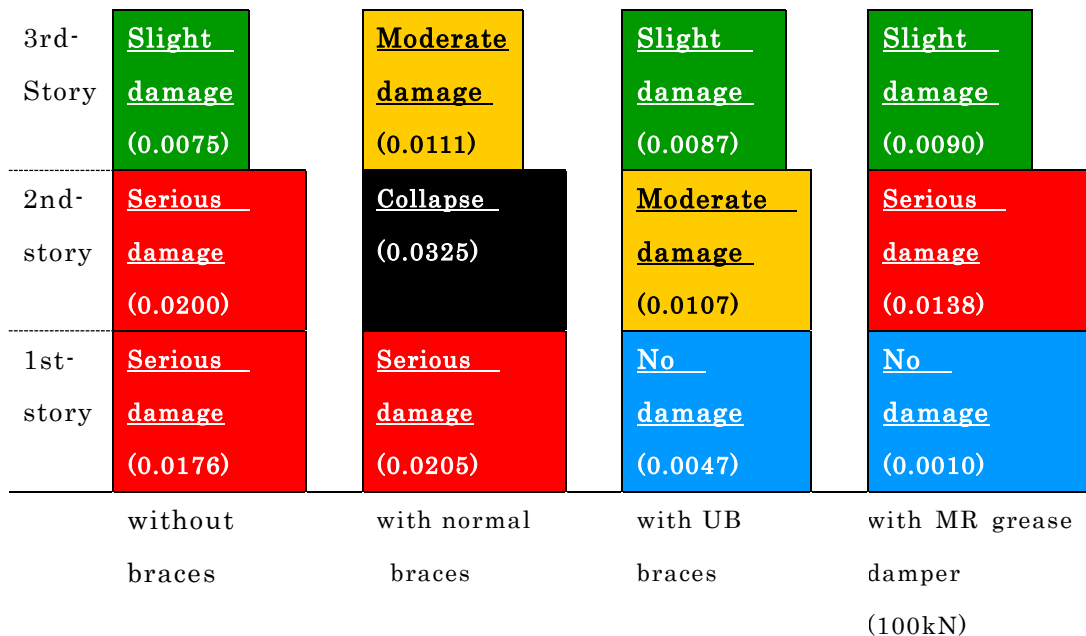 3rd-
Story
Slight
damage
(0.0075)
Moderate
damage
(0.0111)
Slight
damage
(0.0087)
Slight
damage
(0.0090)
2nd-
story
Serious
damage
(0.0200)
Collapse
(0.0325)
Moderate
damage
(0.0107)
Serious
damage
(0.0138)
1st-
story
Serious
damage
(0.0176)
Serious
damage
(0.0205)
No
damage
(0.0047)
No
damage
(0.0010)
without
braces
with normal
braces
with UB
braces
with MR grease
damper
(100kN)